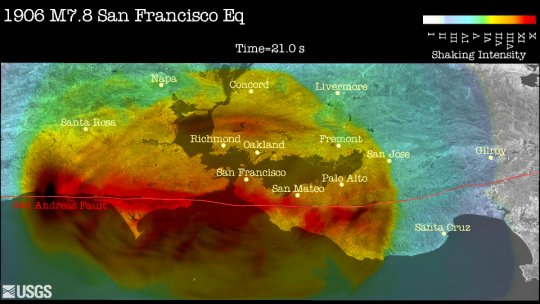 1906 M7.8 San Francisco Eq
Time=21.0 s
I II III IV V VI VII VIII IX X
Shaking Intensity
Napa
Concord
Livermore
Santa Rosa
Richmond
Oakland
Fremont
San Jose
Gilroy
San Francisco
San Mateo
Palo Alto
Andreas Fault
Santa Cruz
USGS